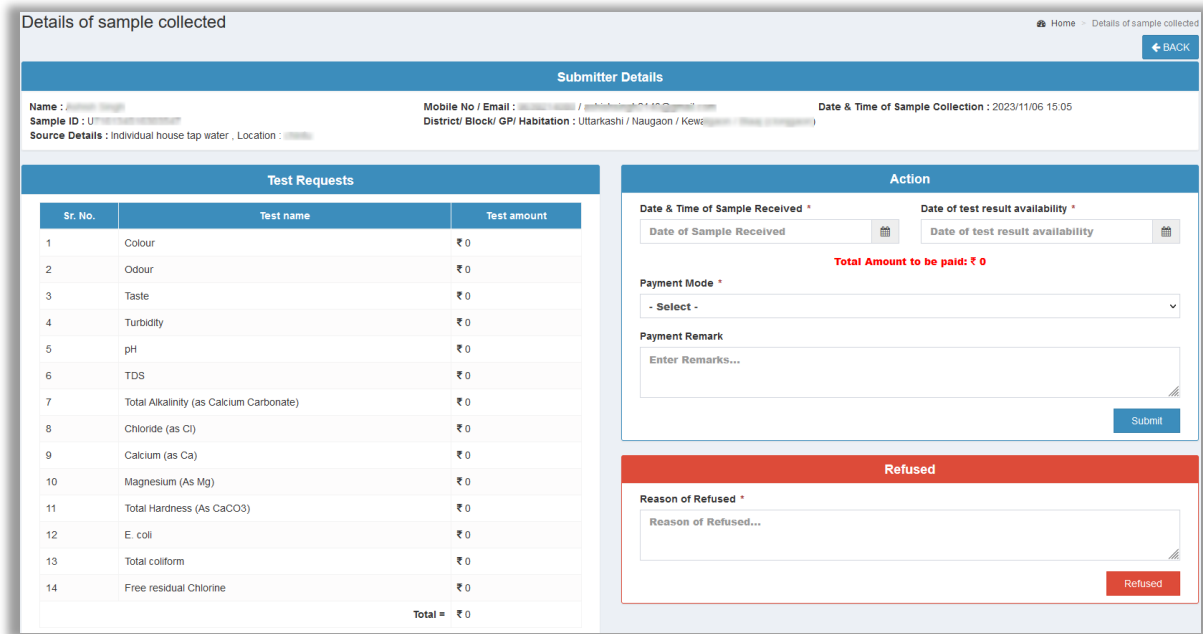 Details of sample collected
Home > Details of sample collected
BACK
Submitter Details
Name :
Mobile No / Email : /
Date & Time of Sample Collection : 2023/11/06 15:05
Sample ID :
District/ Block/ GP/ Habitation : Uttarkashi / Naugaon /
Source Details : Individual house tap water , Location :
Test Requests
Sr. No. Test name Test amount
1 Colour ₹ 0
2 Odour ₹ 0
3 Taste ₹ 0
4 Turbidity ₹ 0
5 pH ₹ 0
6 TDS ₹ 0
7 Total Alkalinity (as Calcium Carbonate) ₹ 0
8 Chloride (as Cl) ₹ 0
9 Calcium (as Ca) ₹ 0
10 Magnesium (As Mg) ₹ 0
11 Total Hardness (As CaCO3) ₹ 0
12 E. coli ₹ 0
13 Total coliform ₹ 0
14 Free residual Chlorine ₹ 0
Total = ₹ 0
Action
Date & Time of Sample Received * Date of test result availability *
Date of Sample Received Date of test result availability
Total Amount to be paid: ₹ 0
Payment Mode *
- Select -
Payment Remark
Enter Remarks...
Submit
Refused
Reason of Refused *
Reason of Refused...
Refused